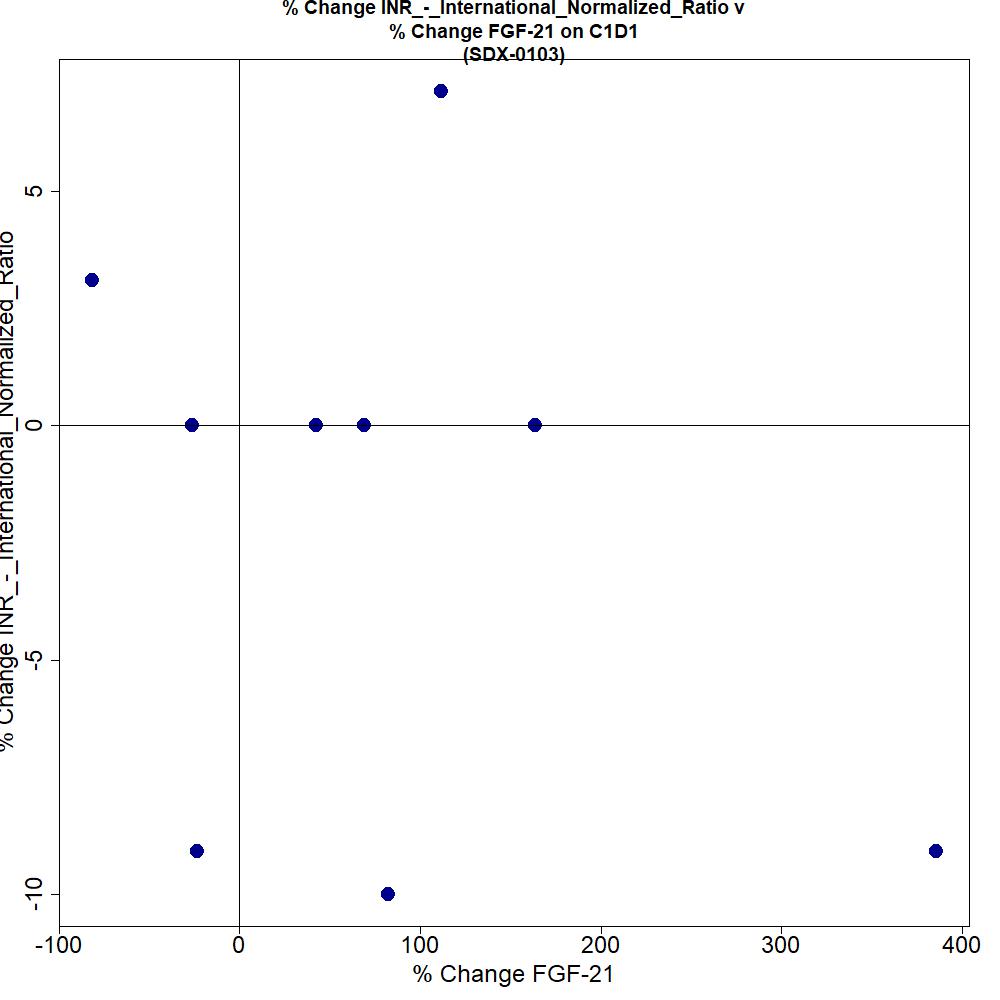 % Change INR_-_International_Normalized_Ratio v
% Change FGF-21 on C1D1
(SDX-0103)
% Change INR_-_International_Normalized_Ratio
5
0
-5
-10
-100
0
100
200
300
400
% Change FGF-21